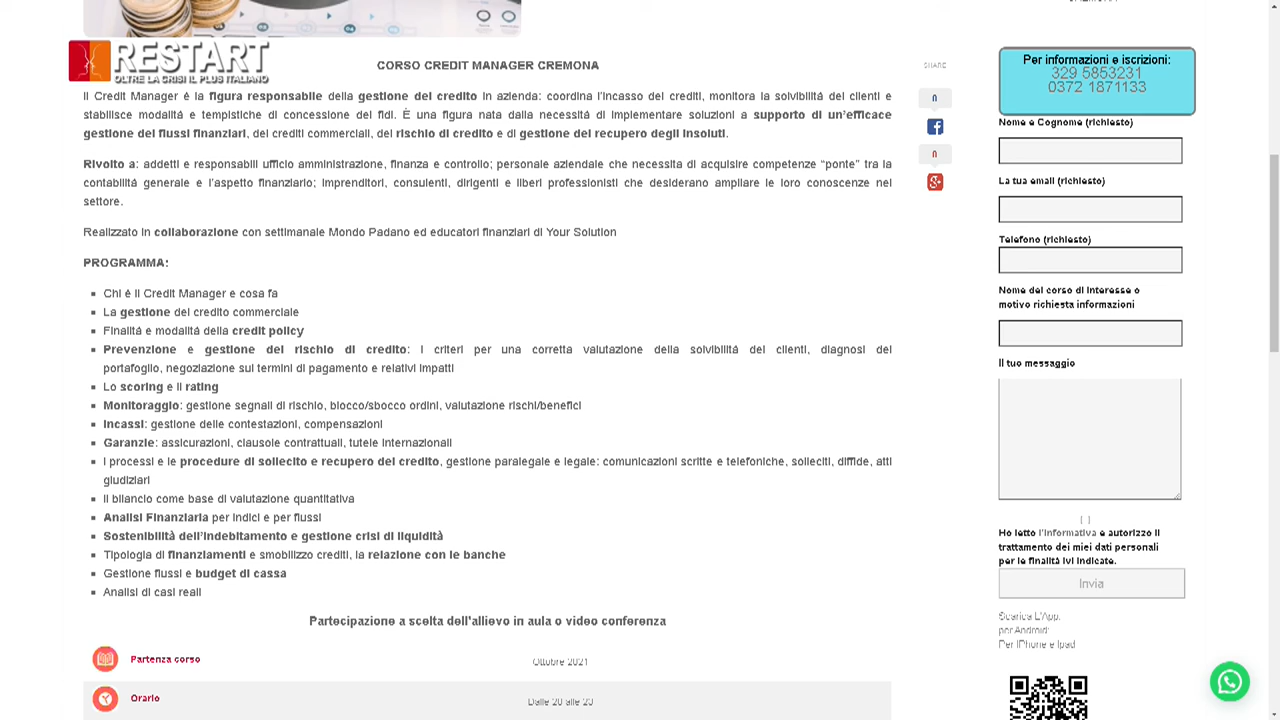 RESTART
OLTRE LA CRISI IL PLUS ITALIANO
CORSO CREDIT MANAGER CREMONA
Il Credit Manager è la figura responsabile della gestione del credito in azienda: coordina l'incasso dei crediti, monitora la solvibilità dei clienti e
stabilisce modalità e tempistiche di concessione dei fidi. È una figura nata dalla necessità di implementare soluzioni a supporto di un'efficace
gestione dei flussi finanziari, dei crediti commerciali, del rischio di credito e di gestione del recupero degli insoluti.
Rivolto a: addetti e responsabili ufficio amministrazione, finanza e controllo; personale aziendale che necessita di acquisire competenze "ponte" tra la
contabilità generale e l'aspetto finanziario; imprenditori, consulenti, dirigenti e liberi professionisti che desiderano ampliare le loro conoscenze nel
settore.
Realizzato in collaborazione con settimanale Mondo Padano ed educatori finanziari di Your Solution
PROGRAMMA:
Chi è il Credit Manager e cosa fa
La gestione del credito commerciale
Finalità e modalità della credit policy
Prevenzione e gestione del rischio di credito: i criteri per una corretta valutazione della solvibilità dei clienti, diagnosi del
portafoglio, negoziazione sui termini di pagamento e relativi impatti
Lo scoring e il rating
Monitoraggio: gestione segnali di rischio, blocco/sbocco ordini, valutazione rischi/benefici
Incassi: gestione delle contestazioni, compensazioni
Garanzie: assicurazioni, clausole contrattuali, tutele internazionali
I processi e le procedure di sollecito e recupero del credito, gestione paralegale e legale: comunicazioni scritte e telefoniche, solleciti, diffide, atti
giudiziari
Il bilancio come base di valutazione quantitativa
Analisi Finanziaria per indici e per flussi
Sostenibilità dell'indebitamento e gestione crisi di liquidità
Tipologia di finanziamenti e smobilizzo crediti, la relazione con le banche
Gestione flussi e budget di cassa
Analisi di casi reali
Partecipazione a scelta dell'allievo in aula o video conferenza
Partenza corso
Ottobre 2021
Orario
Dalle 20 alle 23
SHARE
0
0
Per informazioni e iscrizioni:
329 5853231
0372 1871133
Nome e Cognome (richiesto)
La tua email (richiesto)
Telefono (richiesto)
Nome del corso di interesse o
motivo richiesta informazioni
Il tuo messaggio
Ho letto l'informativa e autorizzo il
trattamento dei miei dati personali
per le finalità ivi indicate.
Invia
Scarica L'App:
per Android:
Per iPhone e Ipad